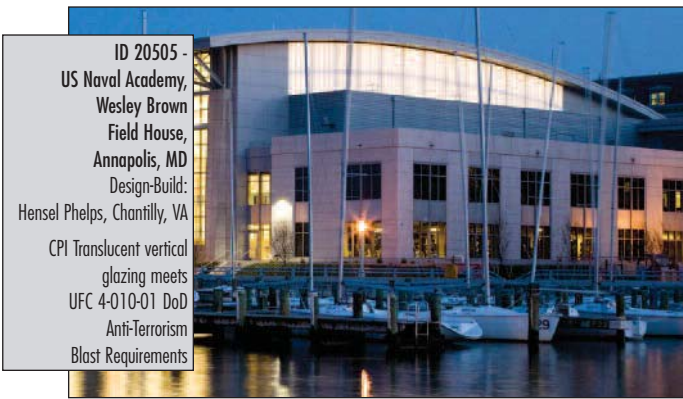 ID 20505 -
US Naval Academy,
Wesley Brown
Field House,
Annapolis, MD
Design-Build:
Hensel Phelps, Chantilly, VA
CPI Translucent vertical
glazing meets
UFC 4-010-01 DoD
Anti-Terrorism
Blast Requirements
29